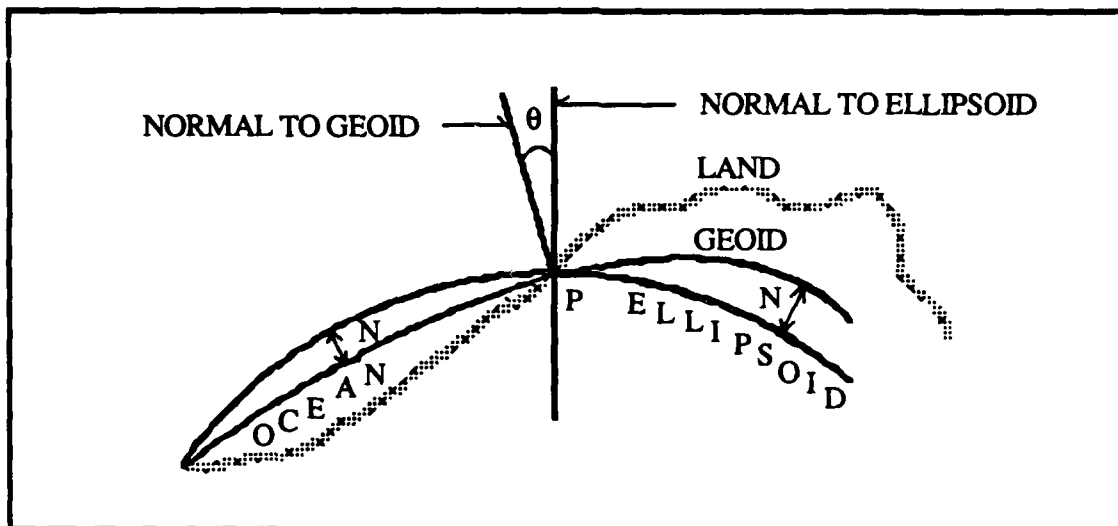 NORMAL TO GEOID
θ
NORMAL TO ELLIPSOID
LAND
GEOID
N
P
ELLIPSOID
N
OCEAN